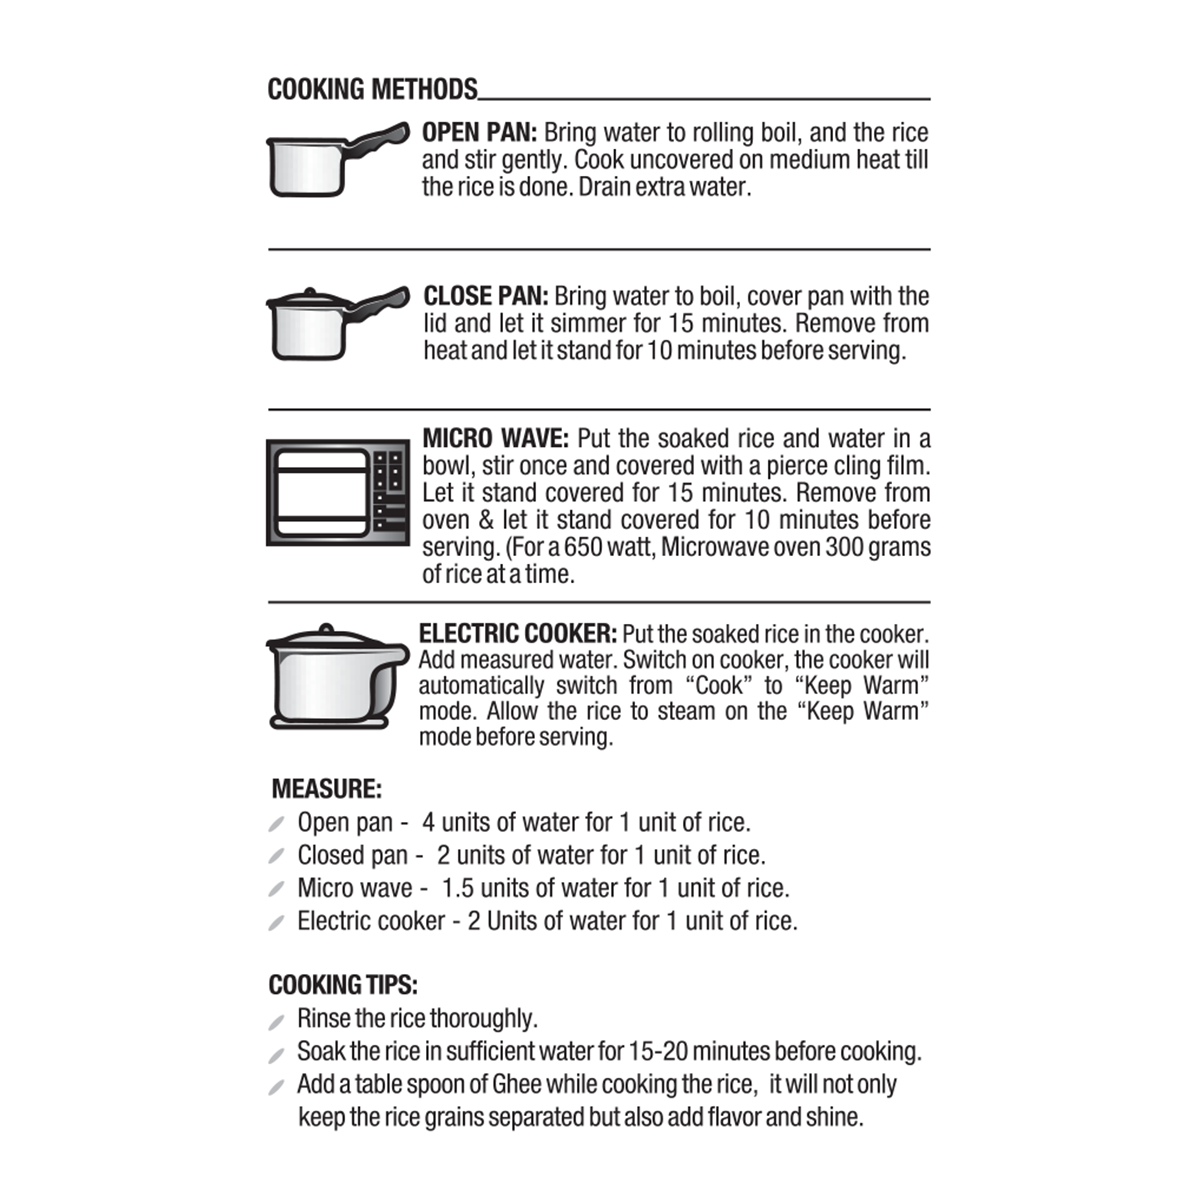 COOKING METHODS
OPEN PAN: Bring water to rolling boil, and the rice
and stir gently. Cook uncovered on medium heat till
the rice is done. Drain extra water.
CLOSE PAN: Bring water to boil, cover pan with the
lid and let it simmer for 15 minutes. Remove from
heat and let it stand for 10 minutes before serving.
MICRO WAVE: Put the soaked rice and water in a
bowl, stir once and covered with a pierce cling film.
Let it stand covered for 15 minutes. Remove from
oven & let it stand covered for 10 minutes before
serving. (For a 650 watt, Microwave oven 300 grams
of rice at a time.
ELECTRIC COOKER: Put the soaked rice in the cooker.
Add measured water. Switch on cooker, the cooker will
automatically switch from “Cook” to “Keep Warm”
mode. Allow the rice to steam on the “Keep Warm”
mode before serving.
MEASURE:
Open pan - 4 units of water for 1 unit of rice.
Closed pan - 2 units of water for 1 unit of rice.
Micro wave - 1.5 units of water for 1 unit of rice.
Electric cooker - 2 Units of water for 1 unit of rice.
COOKING TIPS:
Rinse the rice thoroughly.
Soak the rice in sufficient water for 15-20 minutes before cooking.
Add a table spoon of Ghee while cooking the rice, it will not only
keep the rice grains separated but also add flavor and shine.